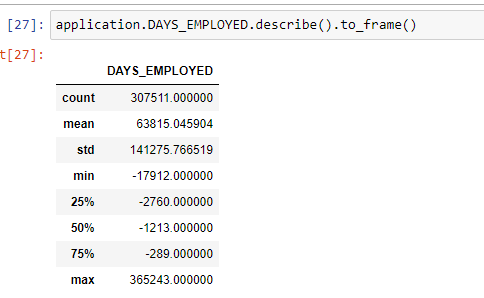 [27]: application.DAYS_EMPLOYED.describe().to_frame()
t[27]:
DAYS_EMPLOYED
count 307511.000000
mean 63815.045904
std 141275.766519
min -17912.000000
25% -2760.000000
50% -1213.000000
75% -289.000000
max 365243.000000